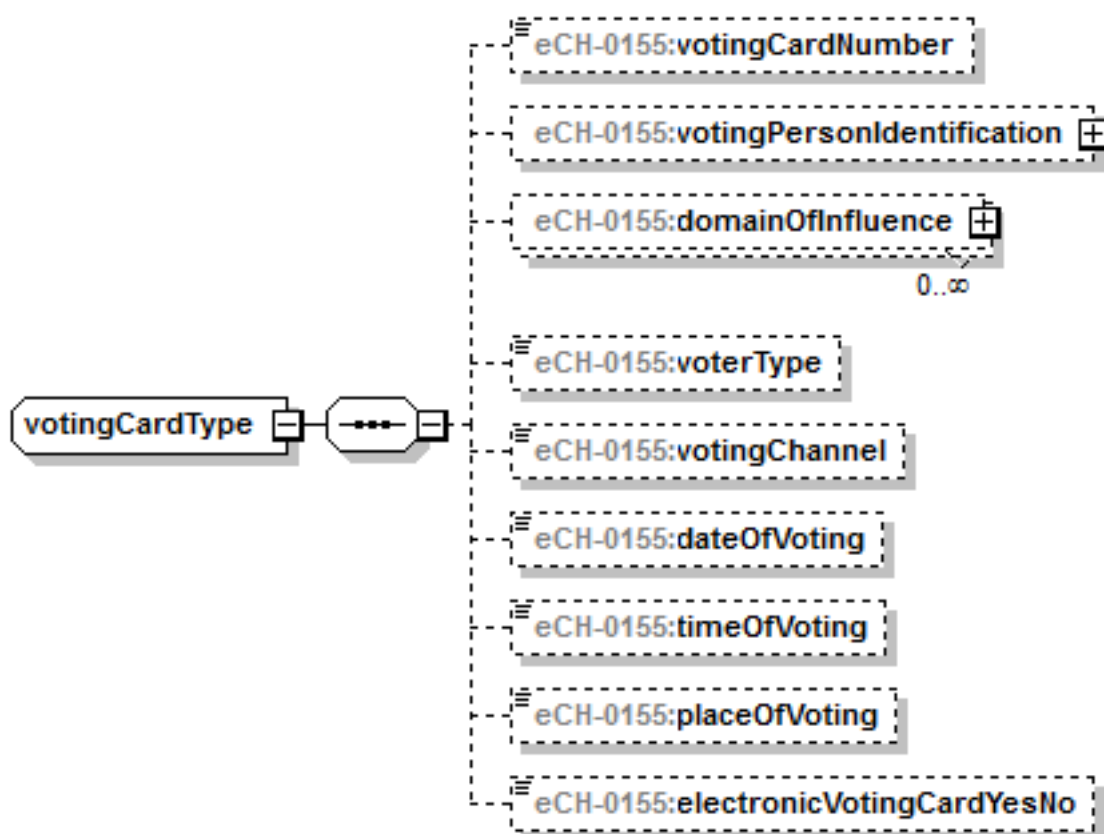 eCH-0155:votingCardNumber
eCH-0155:votingPersonIdentification
eCH-0155:domainOfInfluence
0..∞
eCH-0155:voterType
votingCardType
eCH-0155:votingChannel
eCH-0155:dateOfVoting
eCH-0155:timeOfVoting
eCH-0155:placeOfVoting
eCH-0155:electronicVotingCardYesNo